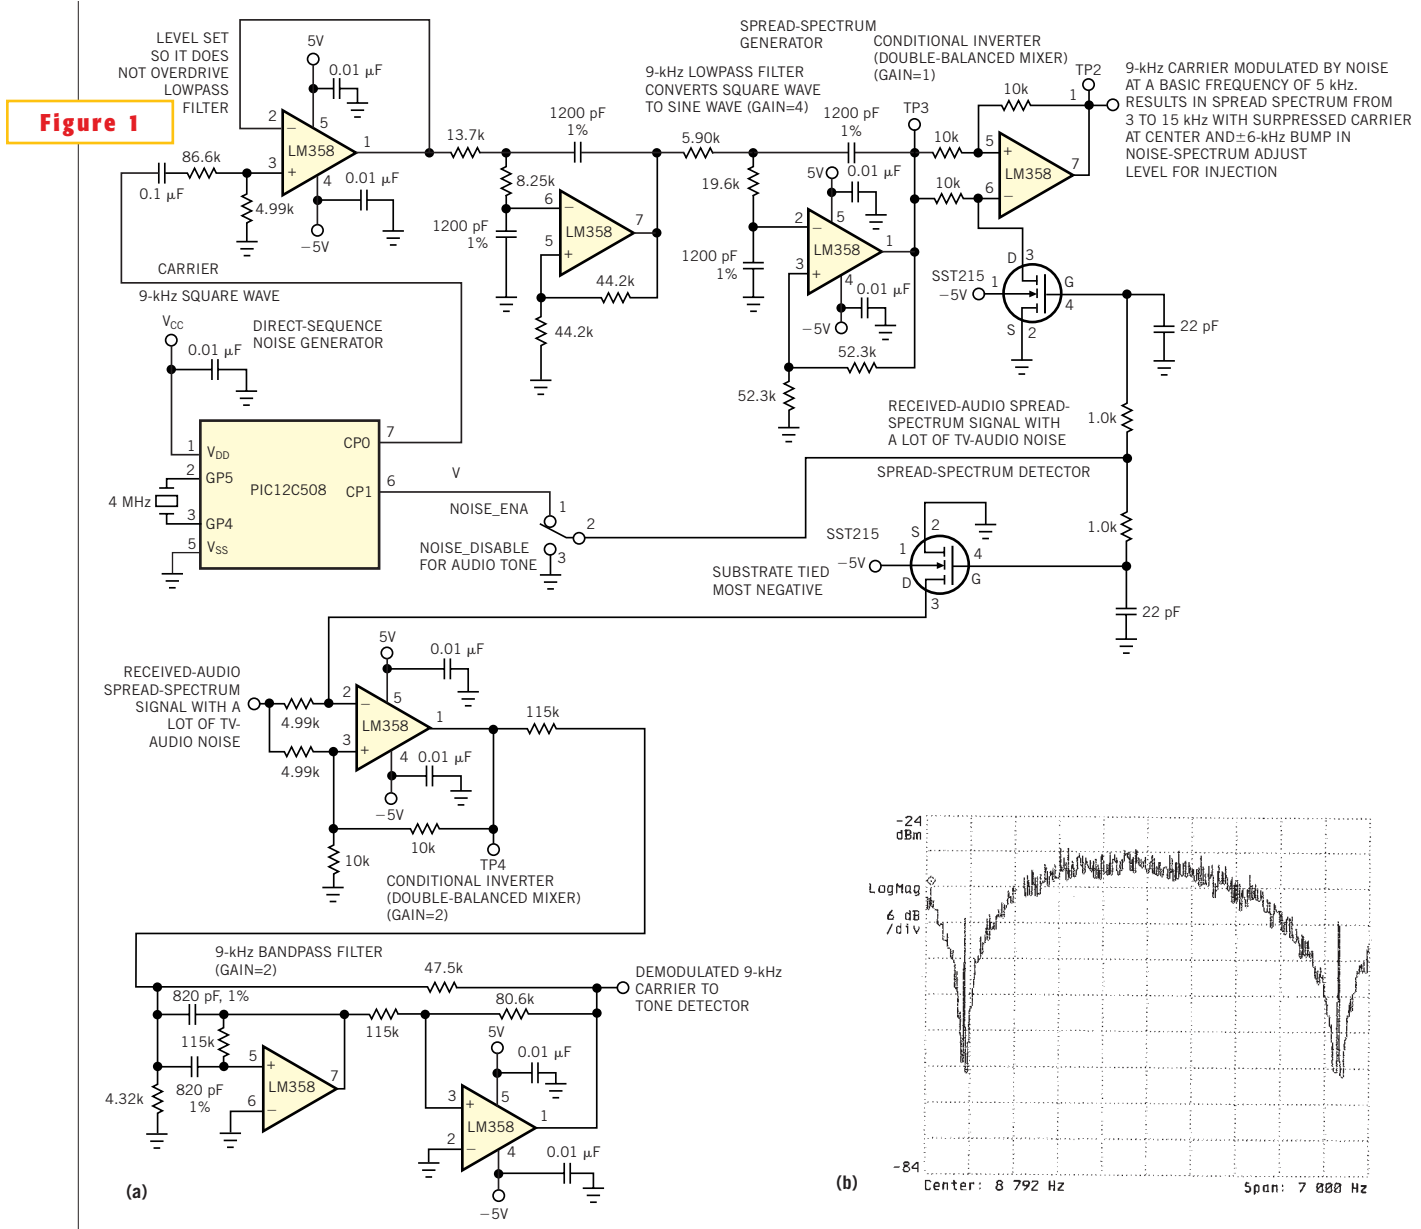 Figure 1
LEVEL SET
SO IT DOES
NOT OVERDRIVE
LOWPASS
FILTER
5V
0.01 µF
2
−
5
LM358
1
3
+
4
0.01 µF
−5V
86.6k
0.1 µF
4.99k
13.7k
1200 pF
1%
8.25k
1200 pF
1%
6
−
5
+
LM358
7
44.2k
44.2k
9-kHz LOWPASS FILTER
CONVERTS SQUARE WAVE
TO SINE WAVE (GAIN=4)
5.90k
1200 pF
1%
19.6k
1200 pF
1%
5V
0.01 µF
2
−
5
LM358
1
3
+
4
0.01 µF
−5V
52.3k
52.3k
SPREAD-SPECTRUM
GENERATOR
CONDITIONAL INVERTER
(DOUBLE-BALANCED MIXER)
(GAIN=1)
TP3
10k
10k
10k
5
+
6
−
LM358
7
TP2
1
9-kHz CARRIER MODULATED BY NOISE
AT A BASIC FREQUENCY OF 5 kHz.
RESULTS IN SPREAD SPECTRUM FROM
3 TO 15 kHz WITH SURPRESSED CARRIER
AT CENTER AND±6-kHz BUMP IN
NOISE-SPECTRUM ADJUST
LEVEL FOR INJECTION
SST215
−5V
1
D
3
G
4
S
2
22 pF
1.0k
1.0k
22 pF
CARRIER
9-kHz SQUARE WAVE
VCC
0.01 µF
DIRECT-SEQUENCE
NOISE GENERATOR
1
VDD
2
GP5
4 MHz
3
GP4
5
VSS
PIC12C508
CP0
7
CP1
6
V
NOISE_ENA
1
2
3
NOISE_DISABLE
FOR AUDIO TONE
RECEIVED-AUDIO SPREAD-
SPECTRUM SIGNAL WITH
A LOT OF TV-AUDIO NOISE
SPREAD-SPECTRUM DETECTOR
SST215
−5V
1
S
2
4
G
D
3
SUBSTRATE TIED
MOST NEGATIVE
RECEIVED-AUDIO
SPREAD-SPECTRUM
SIGNAL WITH A
LOT OF TV-
AUDIO NOISE
4.99k
4.99k
5V
0.01 µF
2
−
5
LM358
1
3
+
4
0.01 µF
−5V
10k
10k
TP4
115k
CONDITIONAL INVERTER
(DOUBLE-BALANCED MIXER)
(GAIN=2)
9-kHz BANDPASS FILTER
(GAIN=2)
47.5k
820 pF, 1%
115k
820 pF
1%
4.32k
5
+
6
−
LM358
7
115k
80.6k
5V
0.01 µF
3
+
5
LM358
1
2
−
4
0.01 µF
−5V
DEMODULATED 9-kHz
CARRIER TO
TONE DETECTOR
(a)
−24
dBm
LogMag
6 dB
/div
−84
Center: 8 792 Hz
Span: 7 000 Hz
(b)